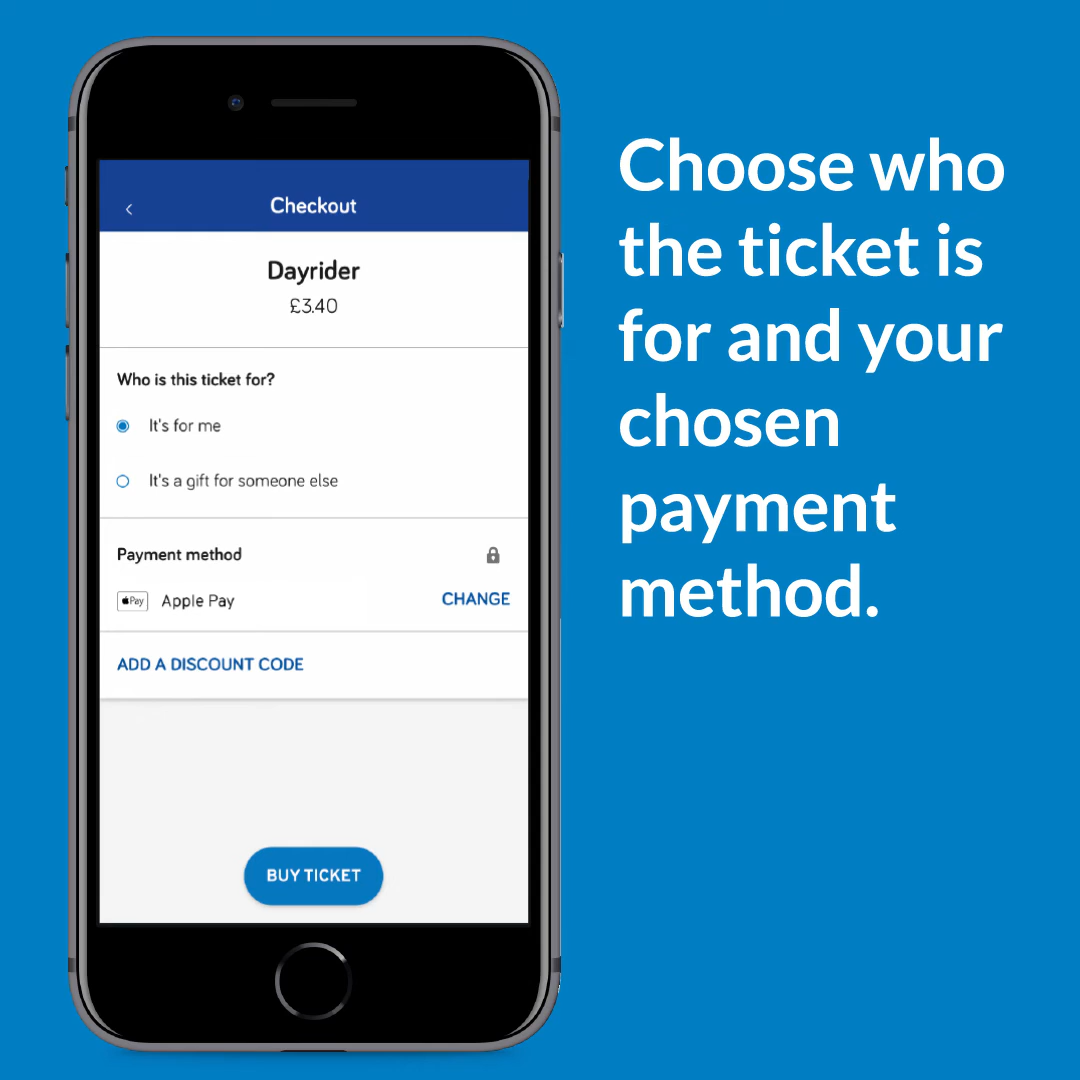 Checkout
Dayrider
£3.40
Who is this ticket for?
It's for me
It's a gift for someone else
Payment method
Pay Apple Pay CHANGE
ADD A DISCOUNT CODE
BUY TICKET
Choose who
the ticket is
for and your
chosen
payment
method.